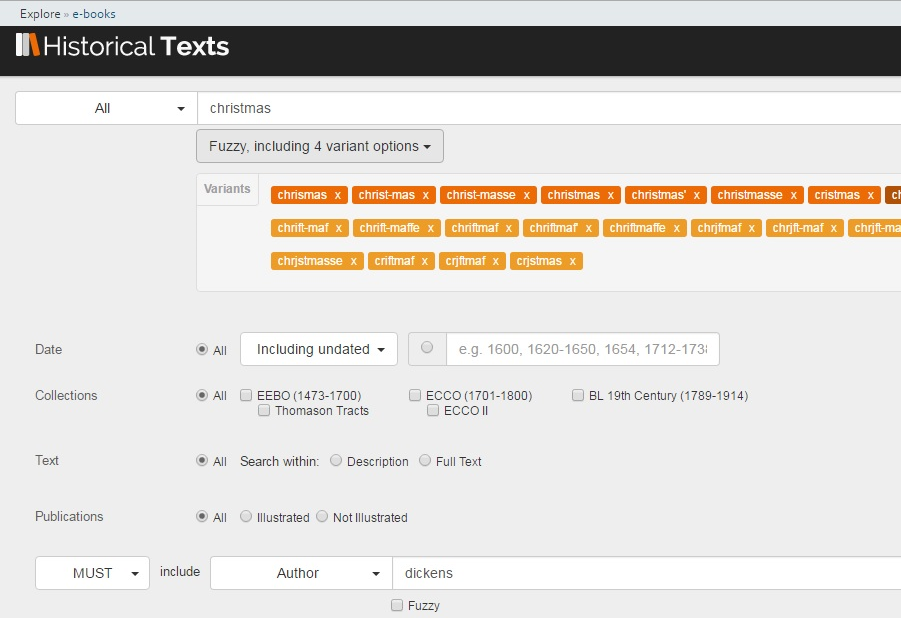 Explore » e-books
Historical Texts
All christmas
Fuzzy, including 4 variant options
Variants chrismas x christ-mas x christ-masse x christmas x christmas' x christmasse x cristmas x ch
chrift-maf x chrift-maffe x chriftmaf x chriftmaf' x chriftmaffe x chrjfmaf x chrjft-maf x chrjft-ma
chrjstmasse x criftmaf x crjftmaf x crjstmas x
Date All Including undated e.g. 1600, 1620-1650, 1654, 1712-1738
Collections All EEBO (1473-1700) ECCO (1701-1800) BL 19th Century (1789-1914)
Thomason Tracts ECCO II
Text All Search within: Description Full Text
Publications All Illustrated Not Illustrated
MUST include Author dickens
Fuzzy